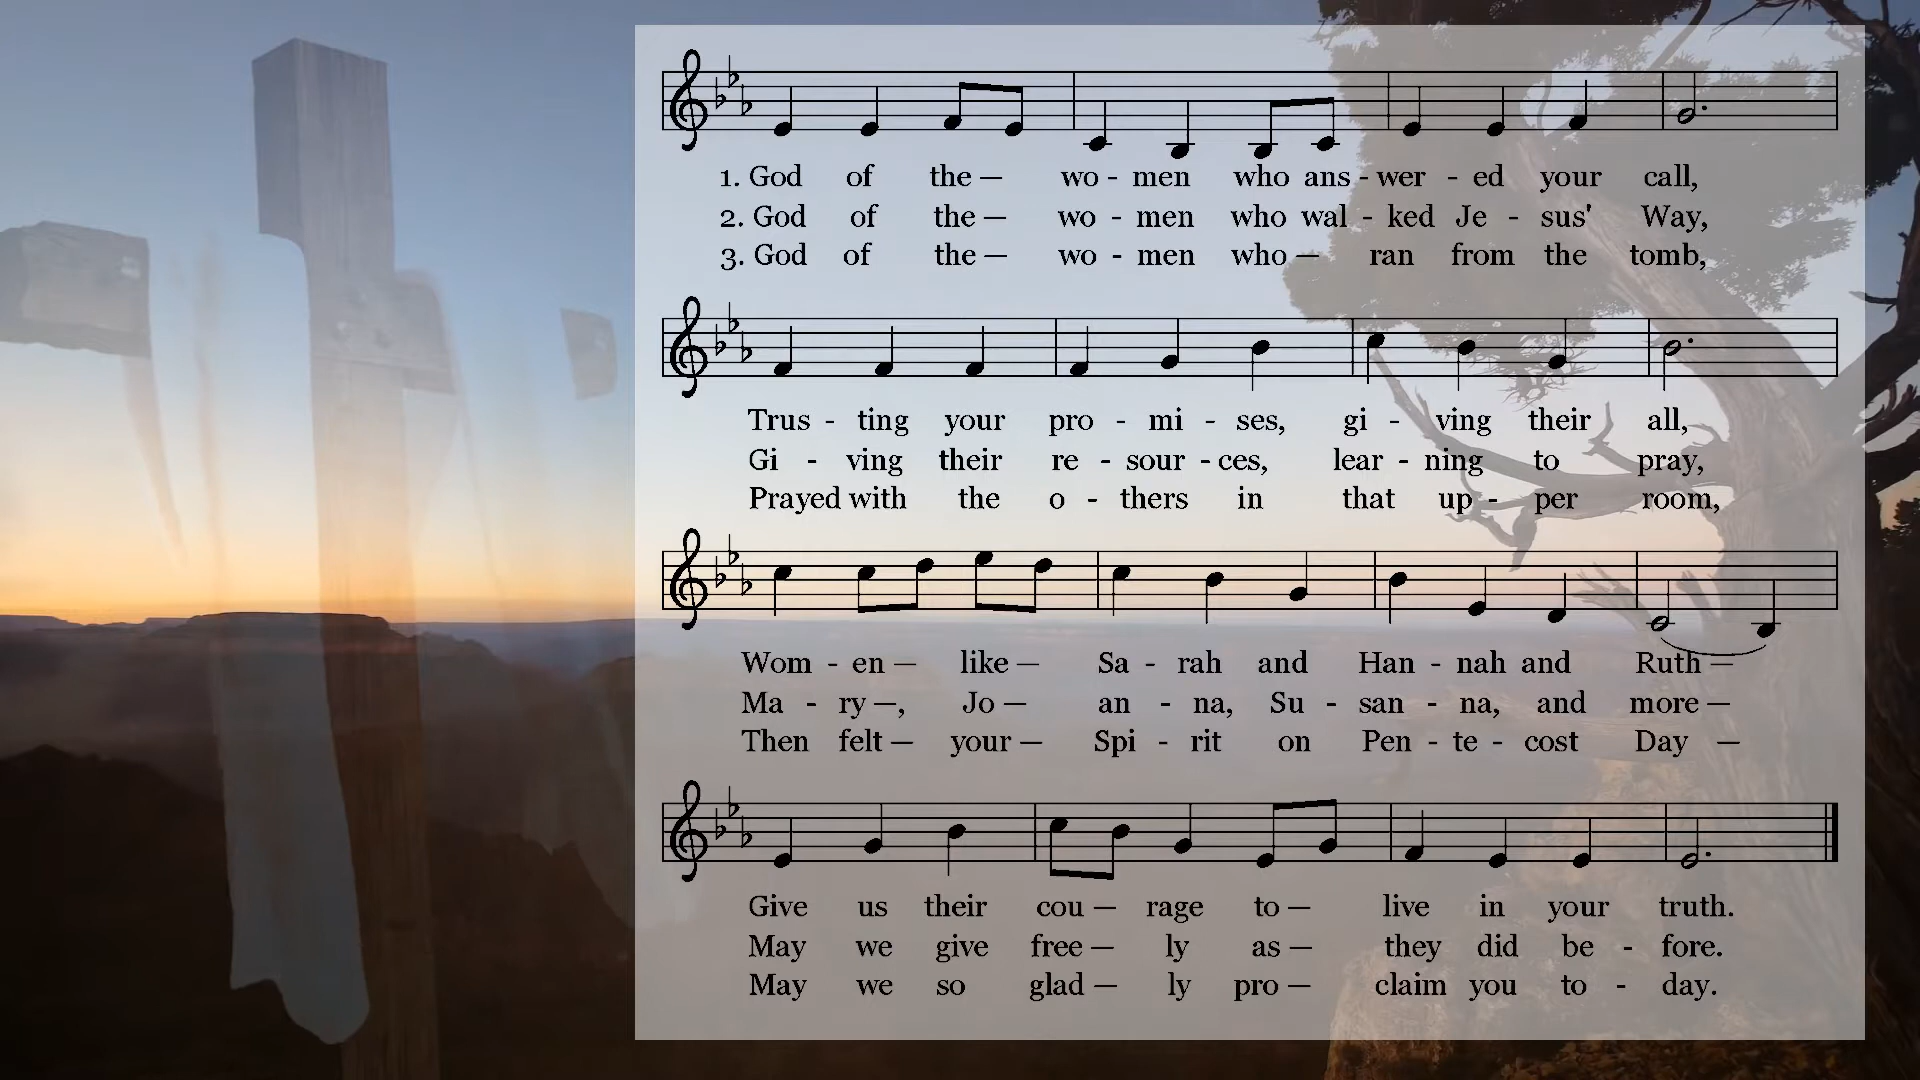 1. God of the — wo - men who ans - wer - ed your call,
2. God of the — wo - men who wal - ked Je - sus' Way,
3. God of the — wo - men who — ran from the tomb,
Trus - ting your pro - mi - ses, gi - ving their all,
Gi - ving their re - sour - ces, lear - ning to pray,
Prayed with the o - thers in that up - per room,
Wom - en — like — Sa - rah and Han - nah and Ruth —
Ma - ry —, Jo — an - na, Su - san - na, and more —
Then felt — your — Spi - rit on Pen - te - cost Day —
Give us their cou — rage to — live in your truth.
May we give free — ly as — they did be - fore.
May we so glad — ly pro — claim you to - day.